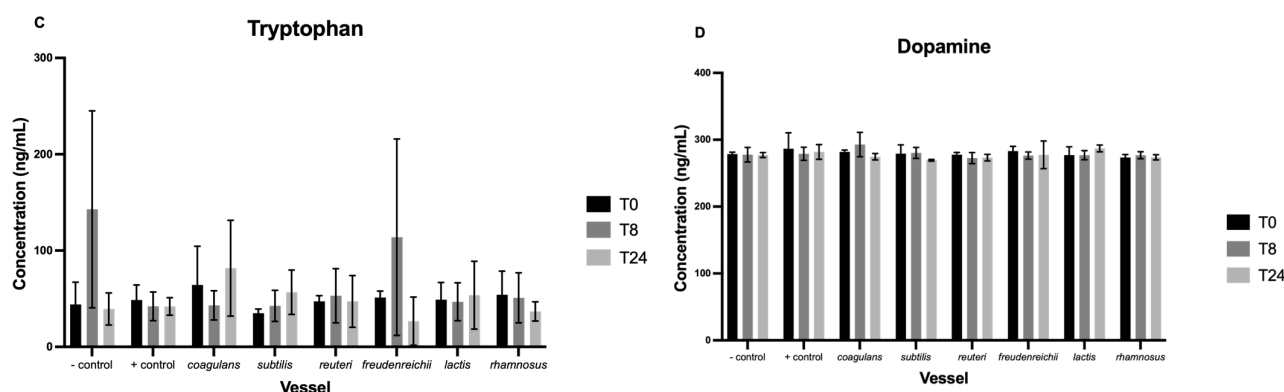 C
Tryptophan
Concentration (ng/mL)
300
200
100
0
- control + control coagulans subtilis reuteri freudenreichii lactis rhamnosus
Vessel
T0
T8
T24
D
Dopamine
Concentration (ng/mL)
400
300
200
100
0
- control + control coagulans subtilis reuteri freudenreichii lactis rhamnosus
Vessel
T0
T8
T24